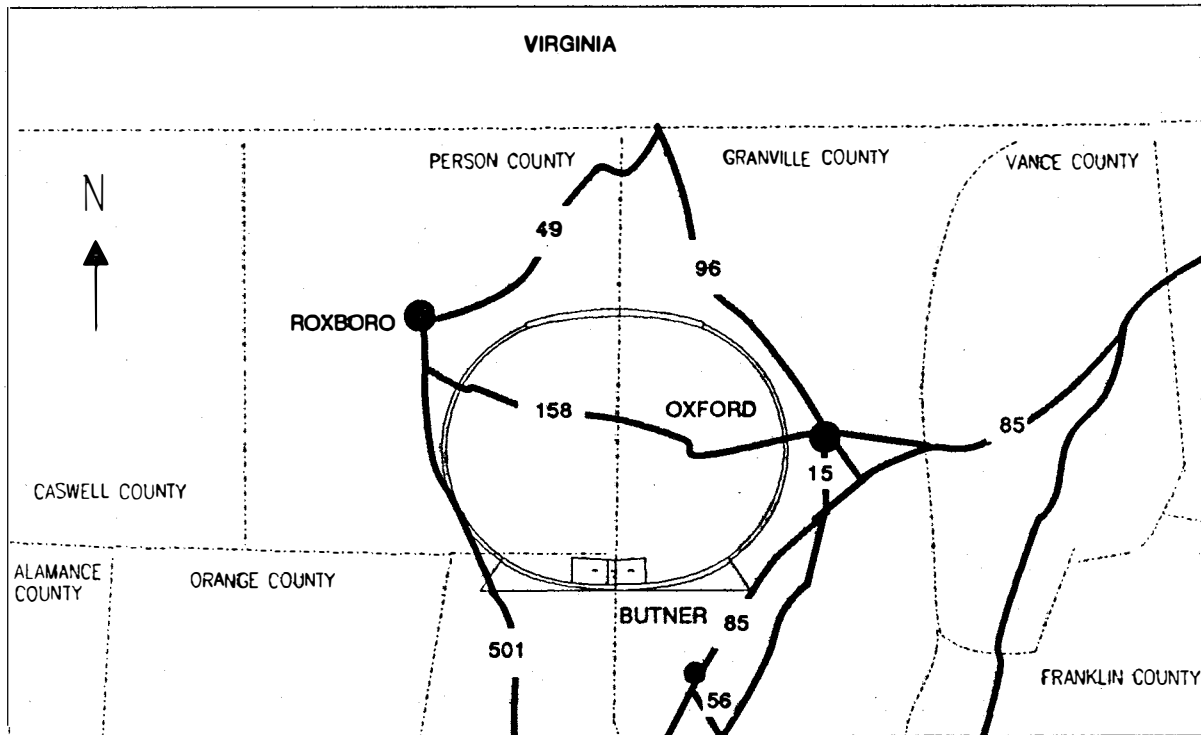 VIRGINIA
PERSON COUNTY
GRANVILLE COUNTY
VANCE COUNTY
N
49
96
ROXBORO
158
OXFORD
85
15
CASWELL COUNTY
ALAMANCE
COUNTY
ORANGE COUNTY
BUTNER
85
501
56
FRANKLIN COUNTY